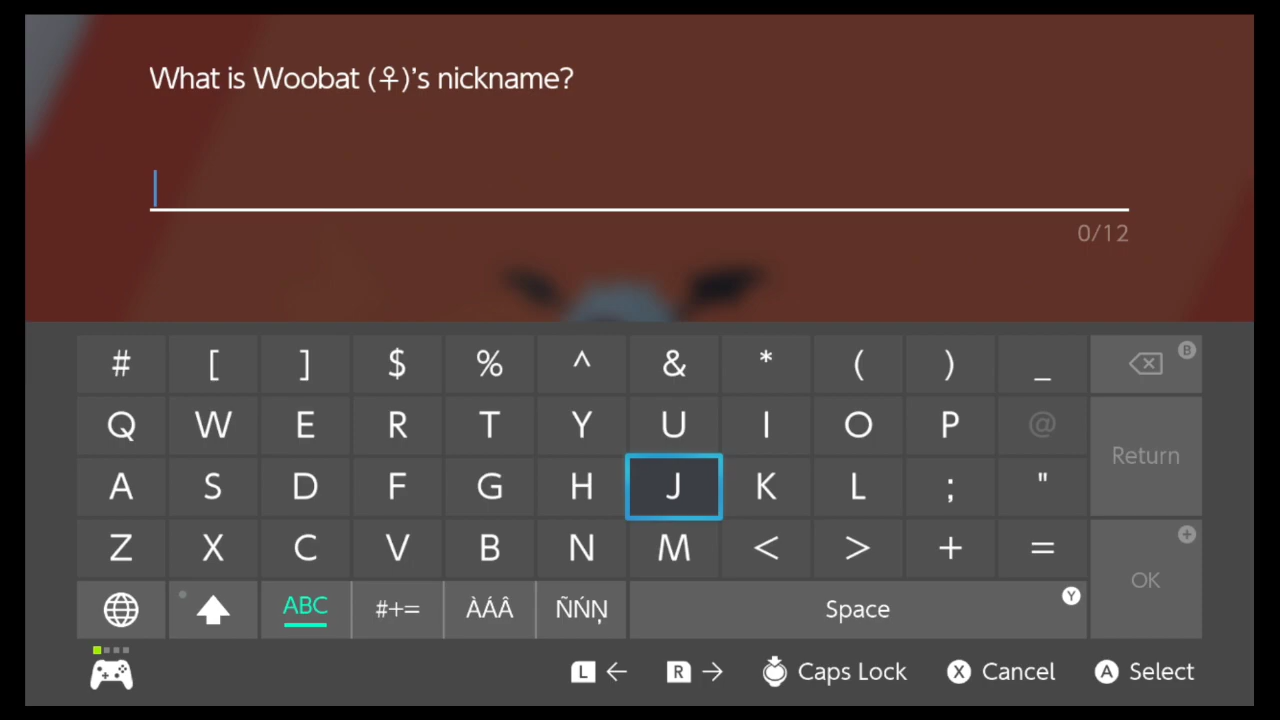 What is Woobat (♀)'s nickname?
0/12
# [ ] $ % ^ & * ( ) _ B
Q W E R T Y U I O P @ Return
A S D F G H J K L ; "
Z X C V B N M < > + = OK
ABC #+= ÀÁÂ ÑŃŅ Space Y
L ← R → Caps Lock X Cancel A Select